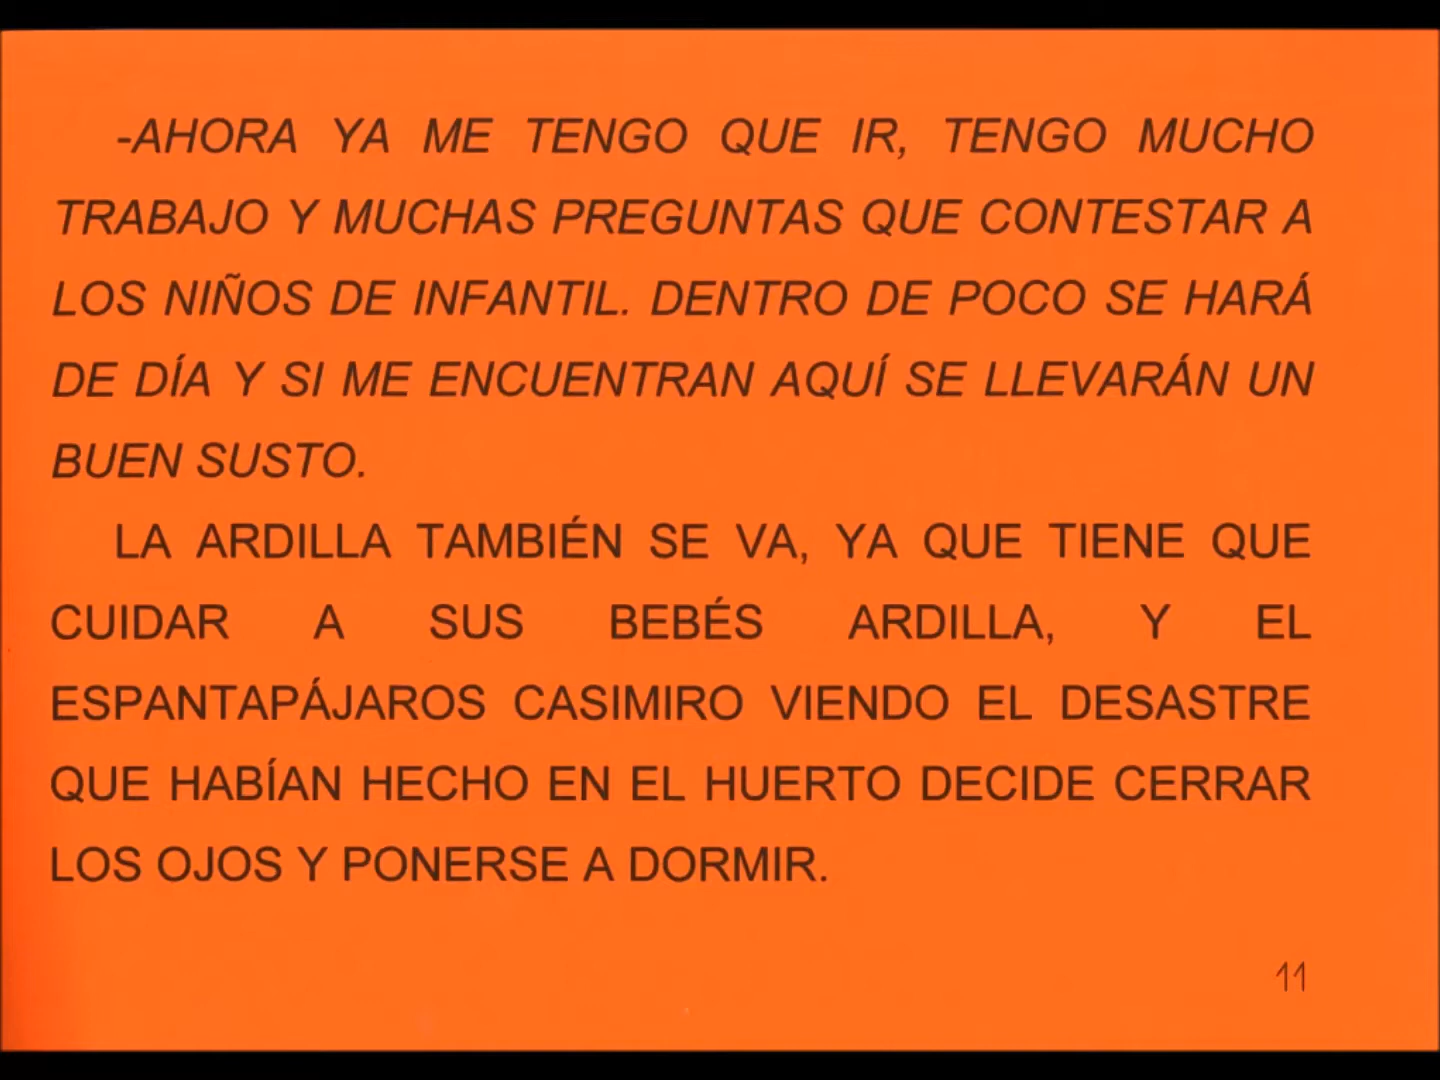 -AHORA YA ME TENGO QUE IR, TENGO MUCHO
TRABAJO Y MUCHAS PREGUNTAS QUE CONTESTAR A
LOS NIÑOS DE INFANTIL. DENTRO DE POCO SE HARÁ
DE DÍA Y SI ME ENCUENTRAN AQUÍ SE LLEVARÁN UN
BUEN SUSTO.
LA ARDILLA TAMBIÉN SE VA, YA QUE TIENE QUE
CUIDAR A SUS BEBÉS ARDILLA, Y EL
ESPANTAPÁJAROS CASIMIRO VIENDO EL DESASTRE
QUE HABÍAN HECHO EN EL HUERTO DECIDE CERRAR
LOS OJOS Y PONERSE A DORMIR.
11